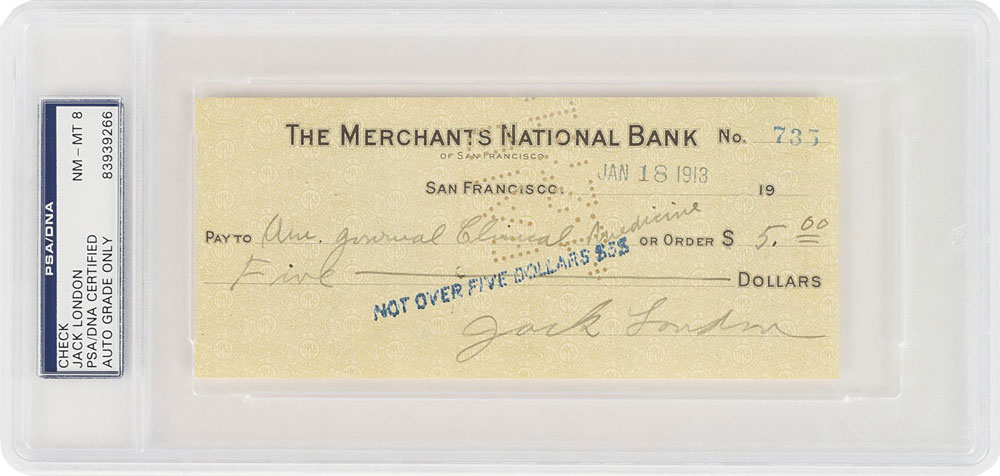 PSA/DNA
CHECK
JACK LONDON
PSA/DNA CERTIFIED
AUTO GRADE ONLY
NM - MT 8
83939266
THE MERCHANTS NATIONAL BANK No. 735
OF SAN FRANCISCO
JAN 18 1913
SAN FRANCISCO, 19
PAY TO Am. Journal Clinical Medicine OR ORDER $ 5.00
Five DOLLARS
NOT OVER FIVE DOLLARS $5$
Jack London